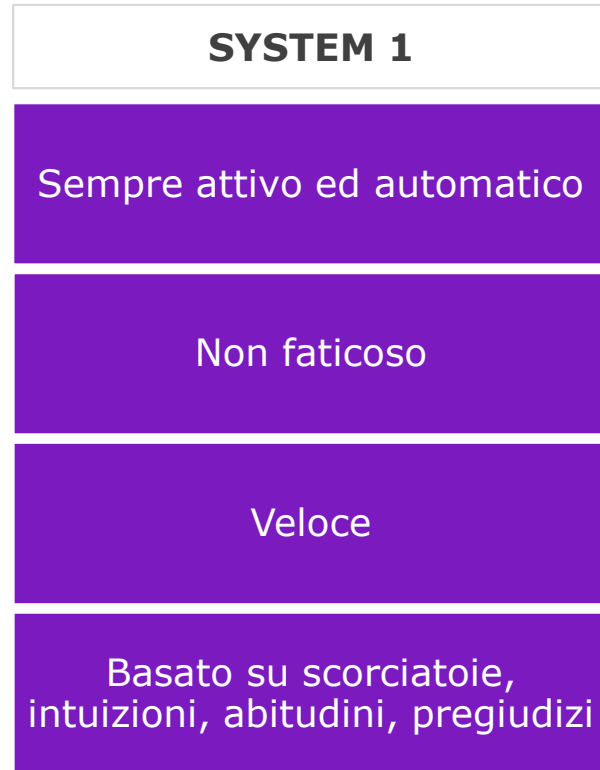 SYSTEM 1
Sempre attivo ed automatico
Non faticoso
Veloce
Basato su scorciatoie,
intuizioni, abitudini, pregiudizi